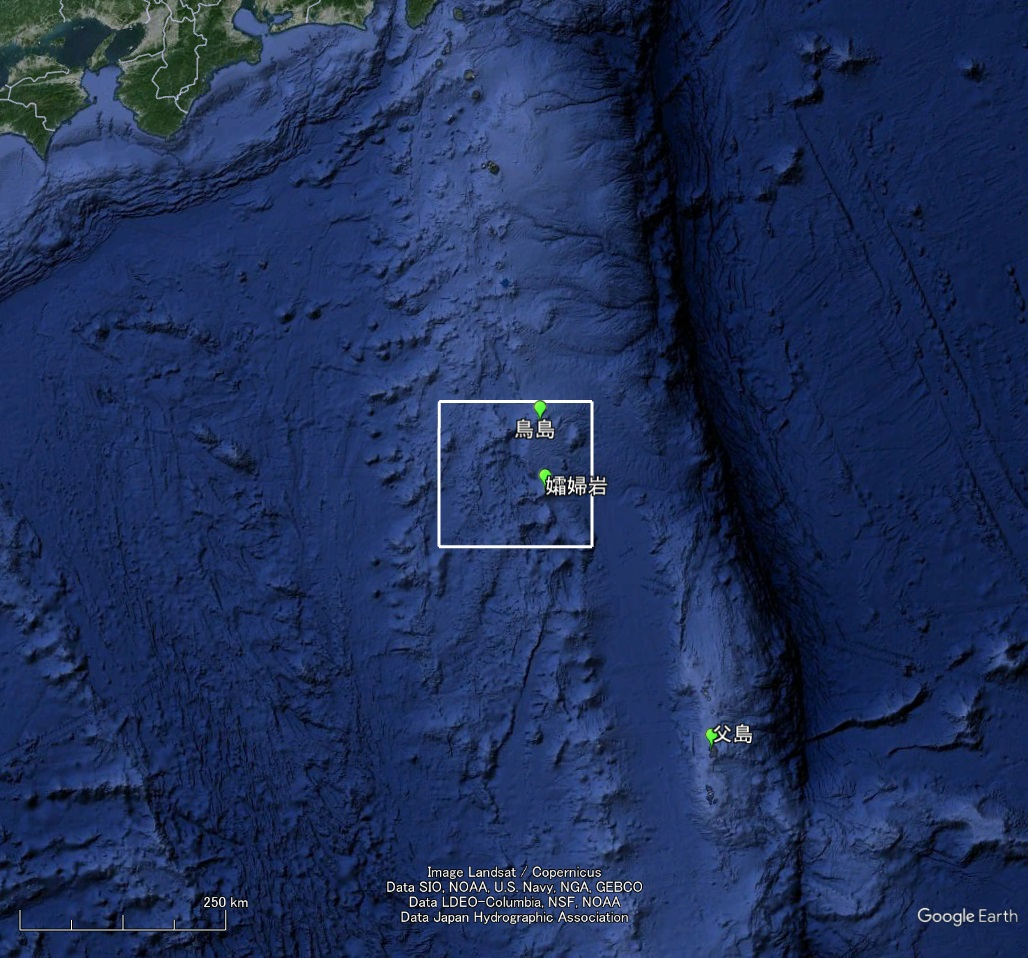 鳥島
孀婦岩
父島
Image Landsat / Copernicus
Data SIO, NOAA, U.S. Navy, NGA, GEBCO
Data LDEO-Columbia, NSF, NOAA
Data Japan Hydrographic Association
250 km
Google Earth